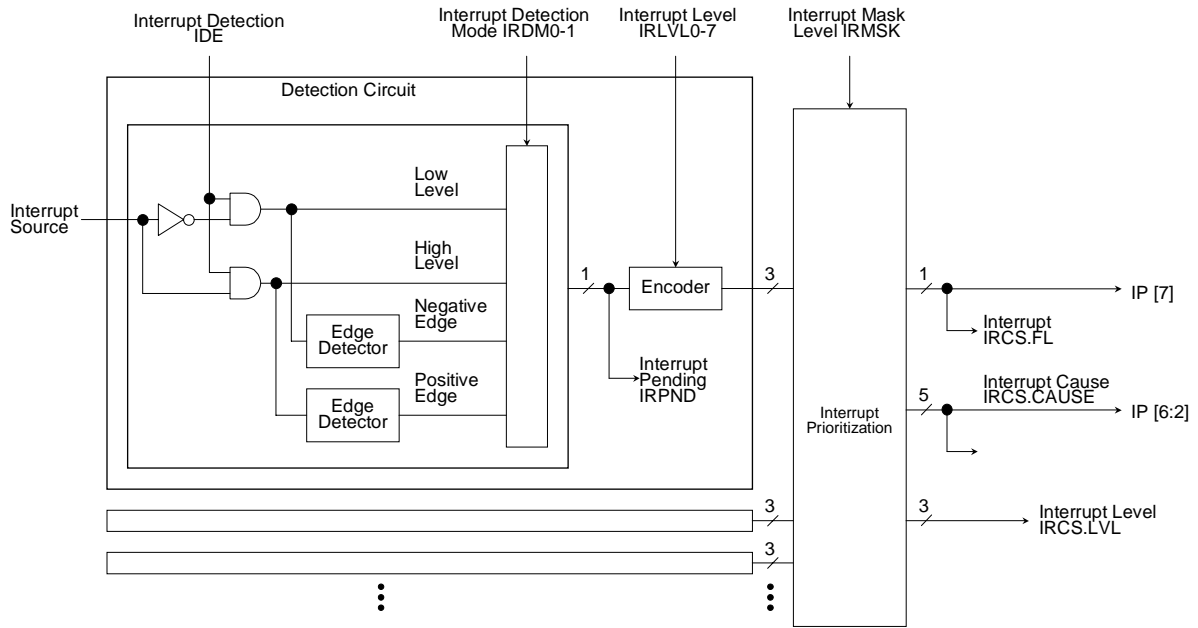 Interrupt Detection
IDE
Interrupt Detection
Mode IRDM0-1
Interrupt Level
IRLVL0-7
Interrupt Mask
Level IRMSK
Detection Circuit
Interrupt
Source
Low
Level
High
Level
Negative
Edge
Edge
Detector
Positive
Edge
Edge
Detector
1
Encoder
3
Interrupt
Pending
IRPND
Interrupt
Prioritization
1
IP [7]
Interrupt
IRCS.FL
5
Interrupt Cause
IRCS.CAUSE
IP [6:2]
3
3
Interrupt Level
IRCS.LVL
3